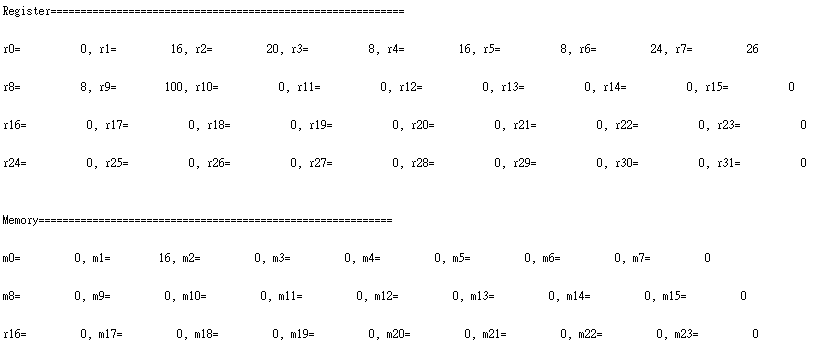 Register============================================================
r0= 0, r1= 16, r2= 20, r3= 8, r4= 16, r5= 8, r6= 24, r7= 26
r8= 8, r9= 100, r10= 0, r11= 0, r12= 0, r13= 0, r14= 0, r15= 0
r16= 0, r17= 0, r18= 0, r19= 0, r20= 0, r21= 0, r22= 0, r23= 0
r24= 0, r25= 0, r26= 0, r27= 0, r28= 0, r29= 0, r30= 0, r31= 0
Memory============================================================
m0= 0, m1= 16, m2= 0, m3= 0, m4= 0, m5= 0, m6= 0, m7= 0
m8= 0, m9= 0, m10= 0, m11= 0, m12= 0, m13= 0, m14= 0, m15= 0
r16= 0, m17= 0, m18= 0, m19= 0, m20= 0, m21= 0, m22= 0, m23= 0